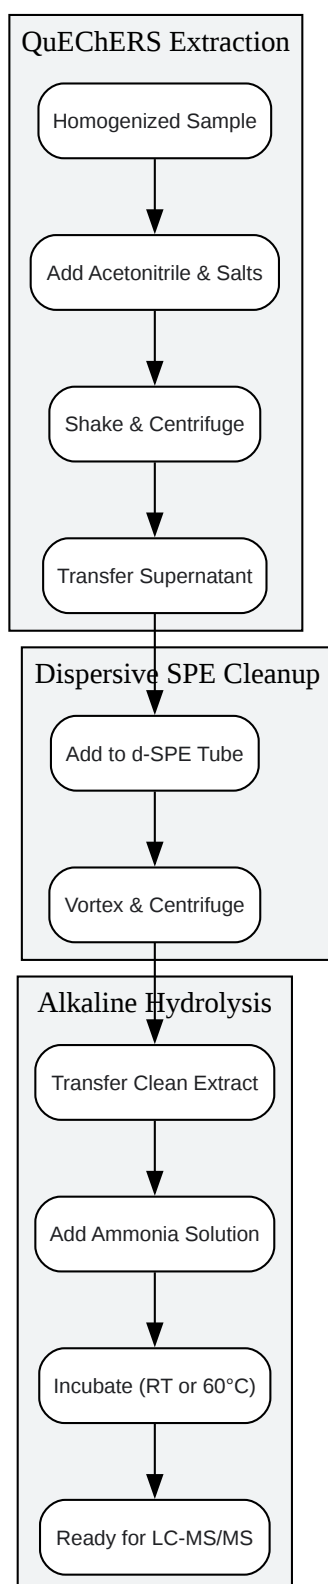 QuEChERS Extraction
Homogenized Sample
Add Acetonitrile & Salts
Shake & Centrifuge
Transfer Supernatant
Dispersive SPE Cleanup
Add to d-SPE Tube
Vortex & Centrifuge
Alkaline Hydrolysis
Transfer Clean Extract
Add Ammonia Solution
Incubate (RT or 60°C)
Ready for LC-MS/MS